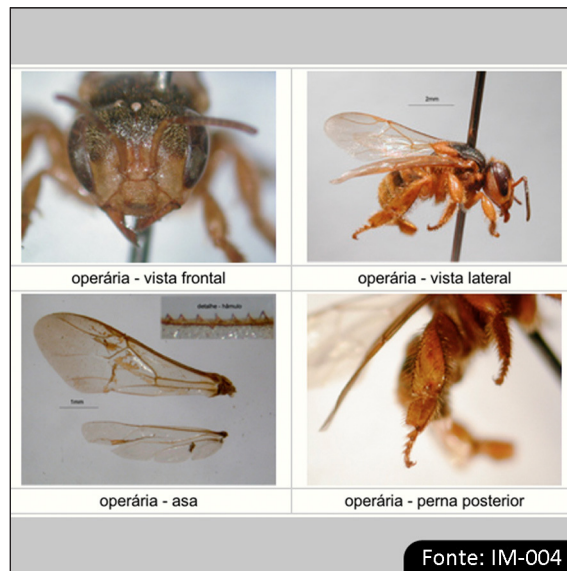 2mm
operária - vista frontal
operária - vista lateral
detalhe - hâmulo
1mm
operária - asa
operária - perna posterior
Fonte: IM-004